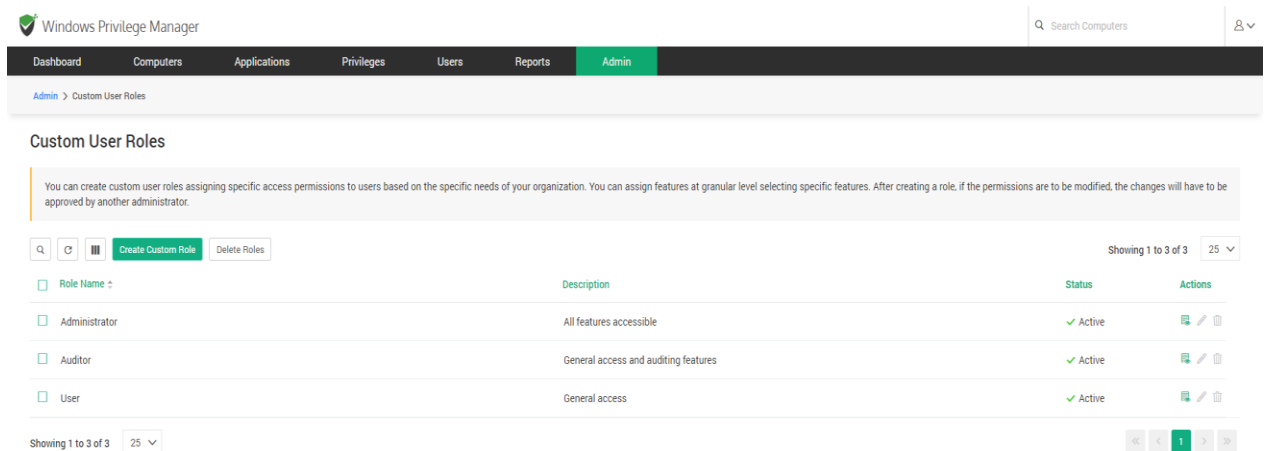 Windows Privilege Manager
Search Computers
Dashboard Computers Applications Privileges Users Reports Admin
Admin > Custom User Roles
Custom User Roles
You can create custom user roles assigning specific access permissions to users based on the specific needs of your organization. You can assign features at granular level selecting specific features. After creating a role, if the permissions are to be modified, the changes will have to be
approved by another administrator.
Create Custom Role Delete Roles Showing 1 to 3 of 3 25
Role Name Description Status Actions
Administrator All features accessible Active
Auditor General access and auditing features Active
User General access Active
Showing 1 to 3 of 3 25 « < 1 > »